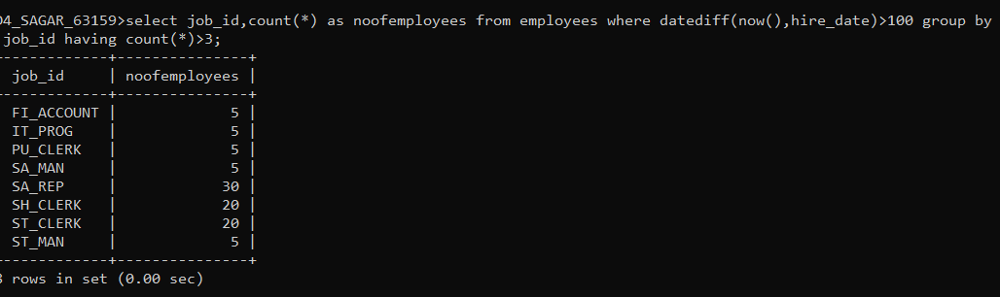 04_SAGAR_63159>select job_id,count(*) as noofemployees from employees where datediff(now(),hire_date)>100 group by
job_id having count(*)>3;
-------------+---------------+
job_id | noofemployees |
-------------+---------------+
FI_ACCOUNT | 5 |
IT_PROG | 5 |
PU_CLERK | 5 |
SA_MAN | 5 |
SA_REP | 30 |
SH_CLERK | 20 |
ST_CLERK | 20 |
ST_MAN | 5 |
-------------+---------------+
rows in set (0.00 sec)